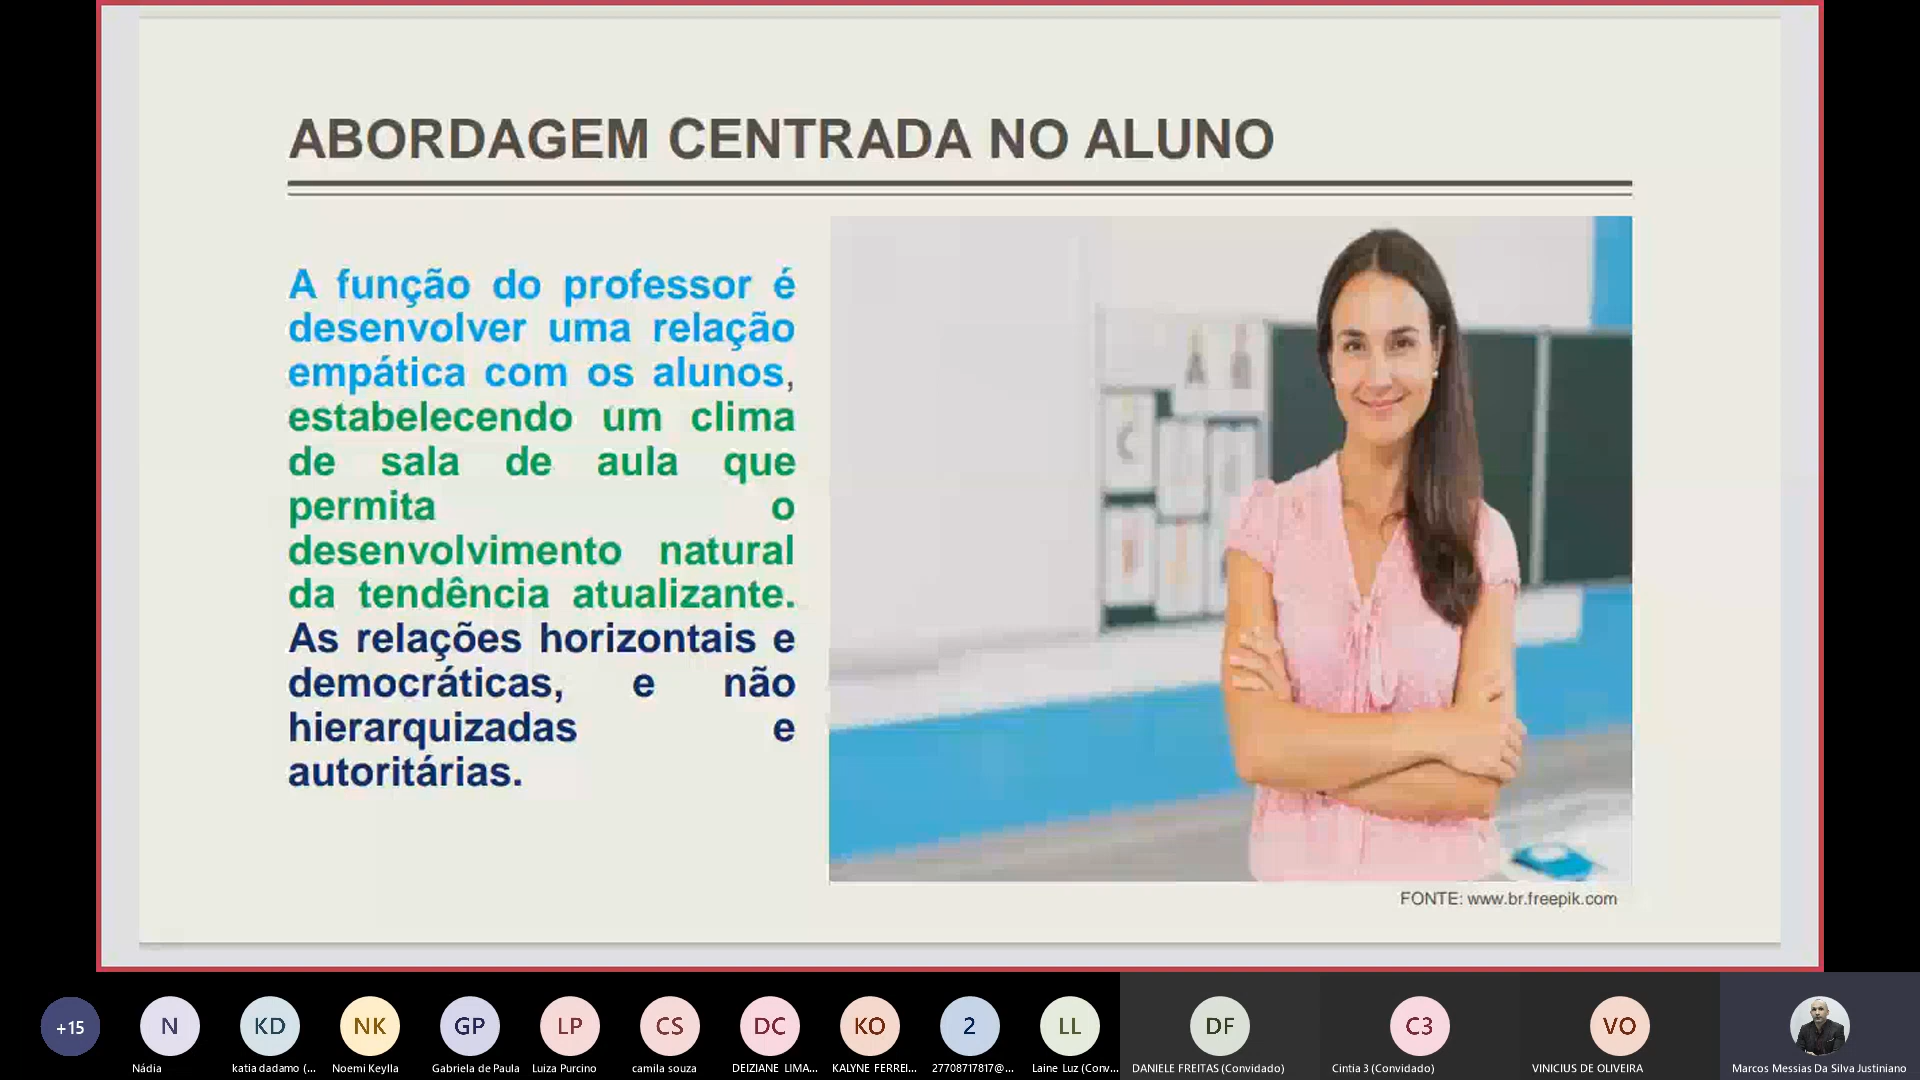 ABORDAGEM CENTRADA NO ALUNO
A função do professor é
desenvolver uma relação
empática com os alunos,
estabelecendo um clima
de sala de aula que
permita o
desenvolvimento natural
da tendência atualizante.
As relações horizontais e
democráticas, e não
hierarquizadas e
autoritárias.
FONTE: www.br.freepik.com
+15
N
KD
NK
GP
LP
CS
DC
KO
2
LL
DF
C3
VO
Nádia
katia dadamo (...
Noemi Keylla
Gabriela de Paula
Luiza Purcino
camila souza
DEIZIANE LIMA...
KALYNE FERREI...
27708717817@...
Laine Luz (Conv...
DANIELE FREITAS (Convidado)
Cintia 3 (Convidado)
VINICIUS DE OLIVEIRA
Marcos Messias Da Silva Justiniano